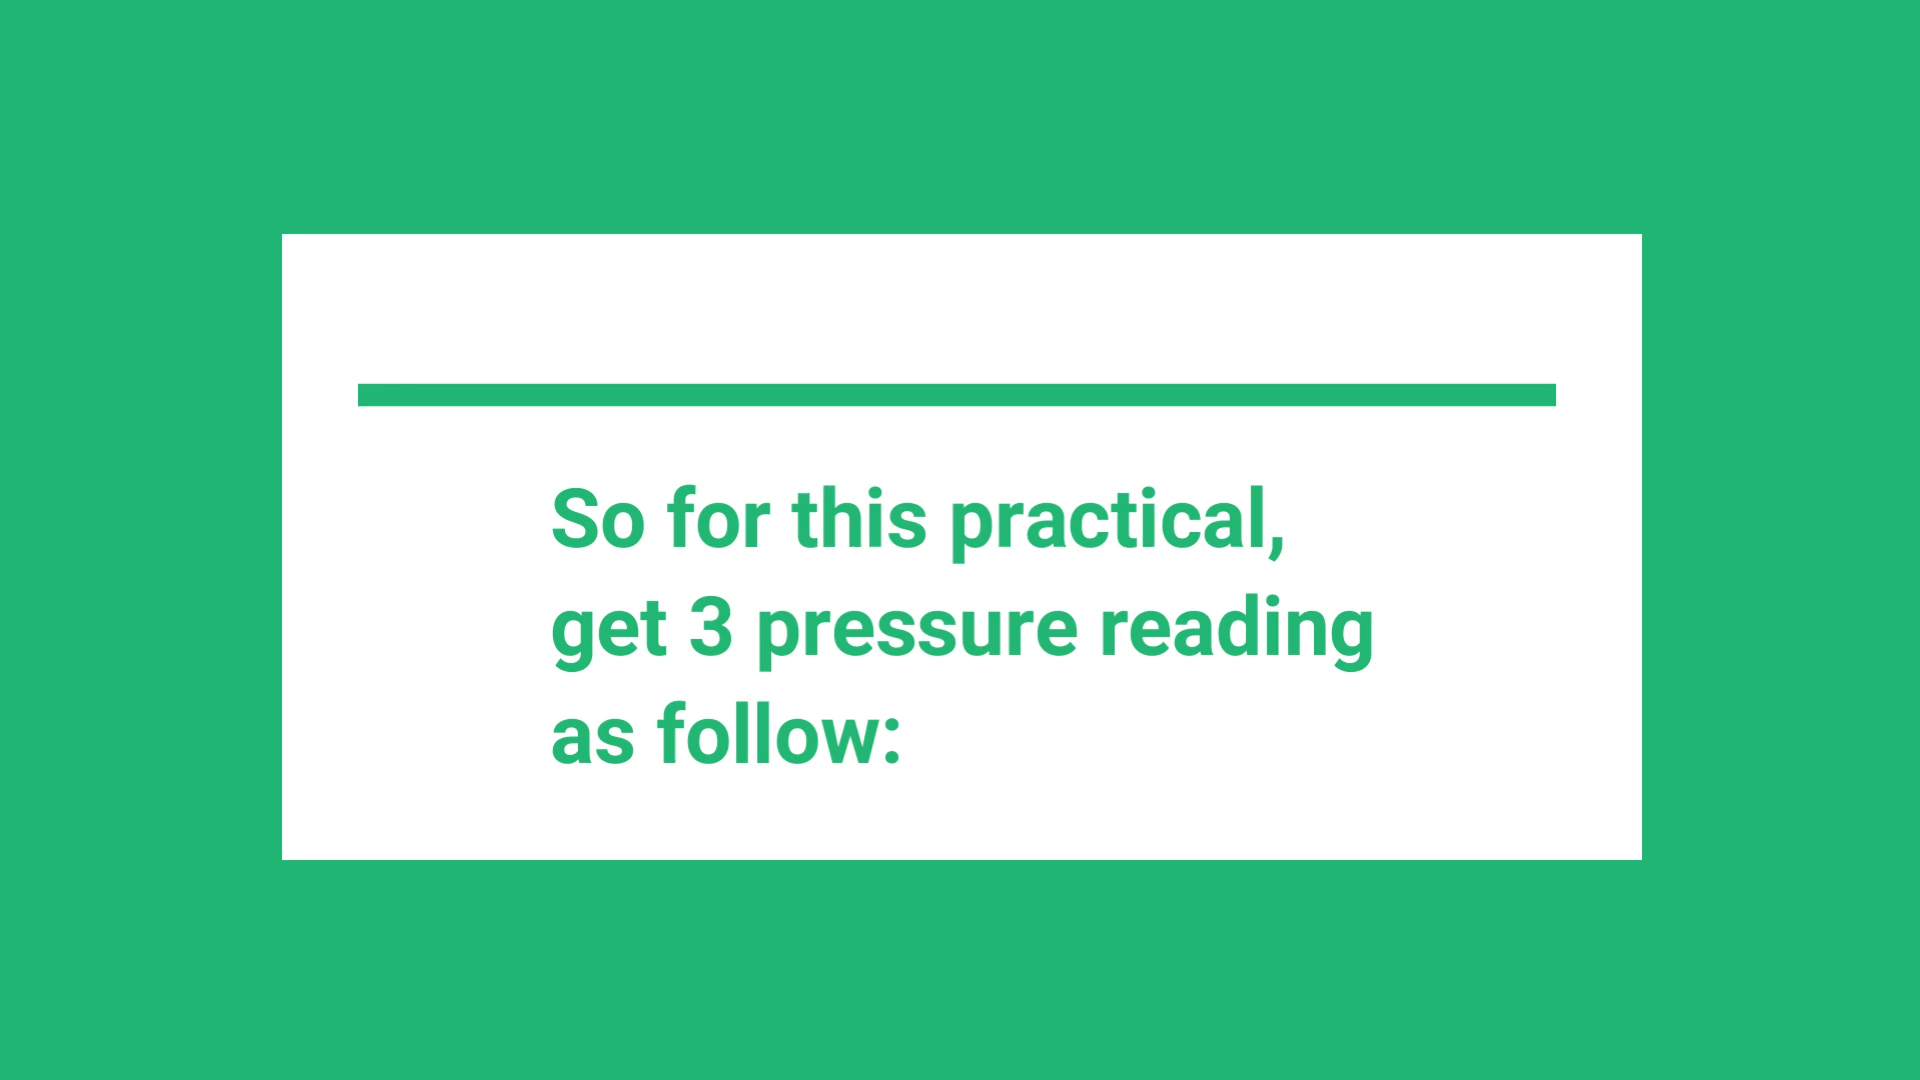 So for this practical,
get 3 pressure reading
as follow: